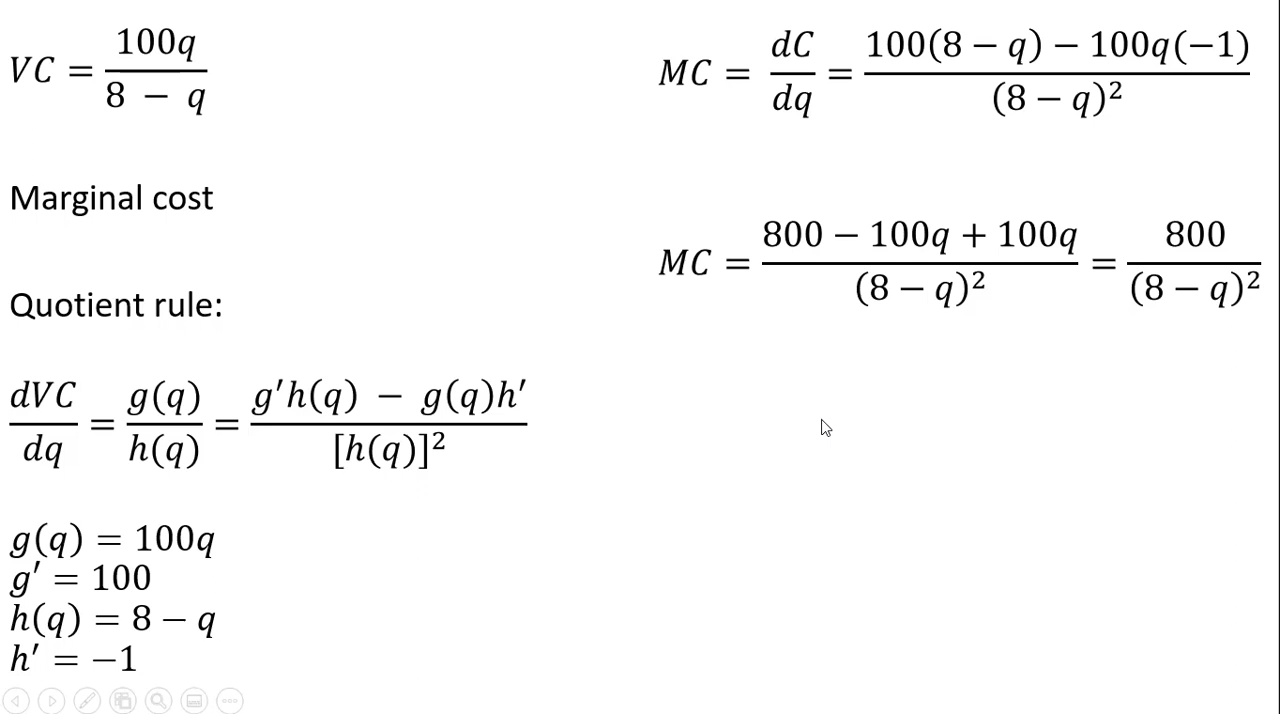 VC = 100q / (8 − q)
Marginal cost
Quotient rule:
dVC/dq = g(q)/h(q) = (g′h(q) − g(q)h′) / [h(q)]²
g(q) = 100q
g′ = 100
h(q) = 8 − q
h′ = −1
MC = dC/dq = (100(8 − q) − 100q(−1)) / (8 − q)²
MC = (800 − 100q + 100q) / (8 − q)² = 800 / (8 − q)²